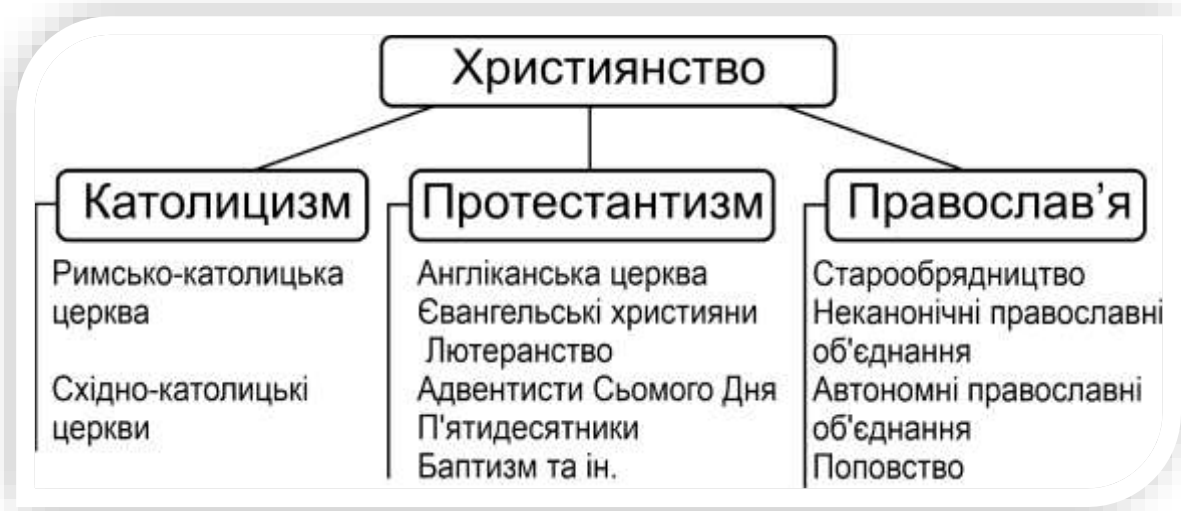 Християнство
Католицизм
Римсько-католицька
церква
Східно-католицькі
церкви
Протестантизм
Англіканська церква
Євангельські християни
Лютеранство
Адвентисти Сьомого Дня
П'ятидесятники
Баптизм та ін.
Православ’я
Старообрядництво
Неканонічні православні
об'єднання
Автономні православні
об'єднання
Поповство